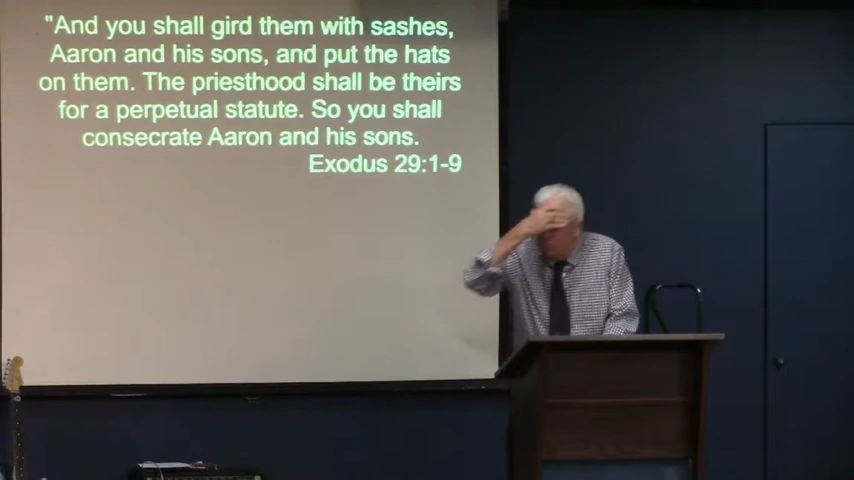 "And you shall gird them with sashes,
Aaron and his sons, and put the hats
on them. The priesthood shall be theirs
for a perpetual statute. So you shall
consecrate Aaron and his sons.
Exodus 29:1-9